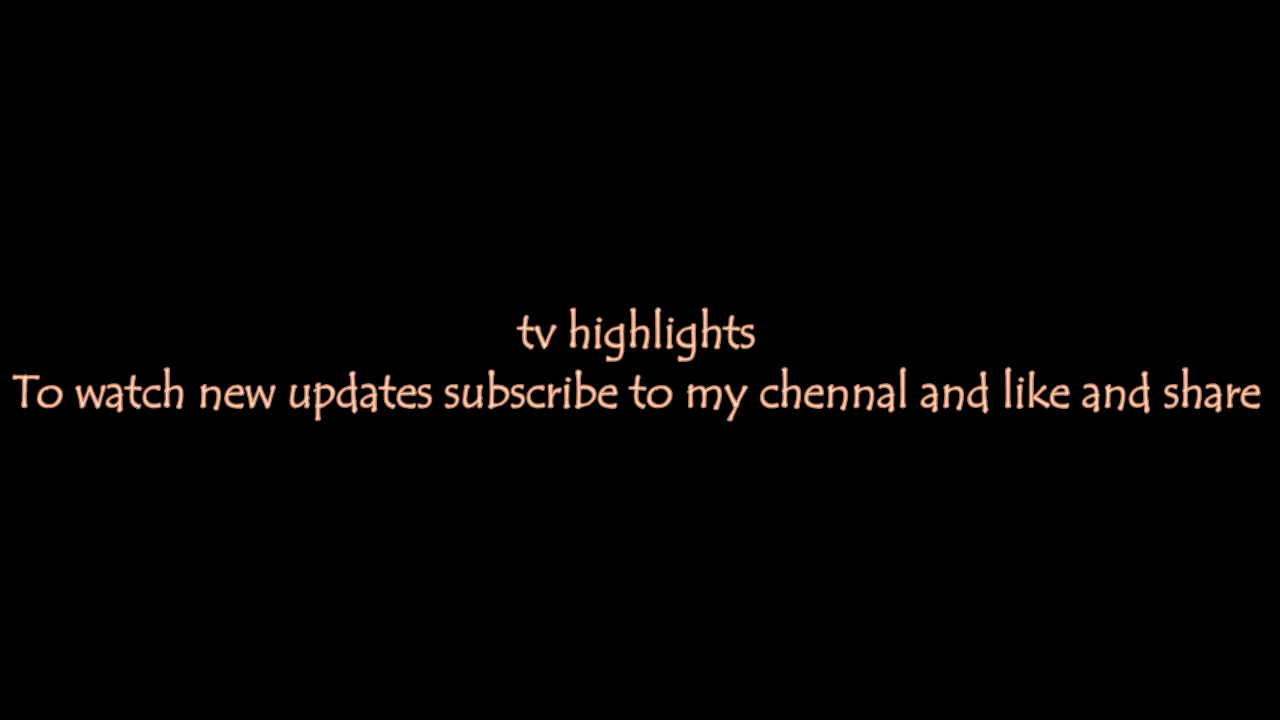 tv highlights
To watch new updates subscribe to my chennal and like and share